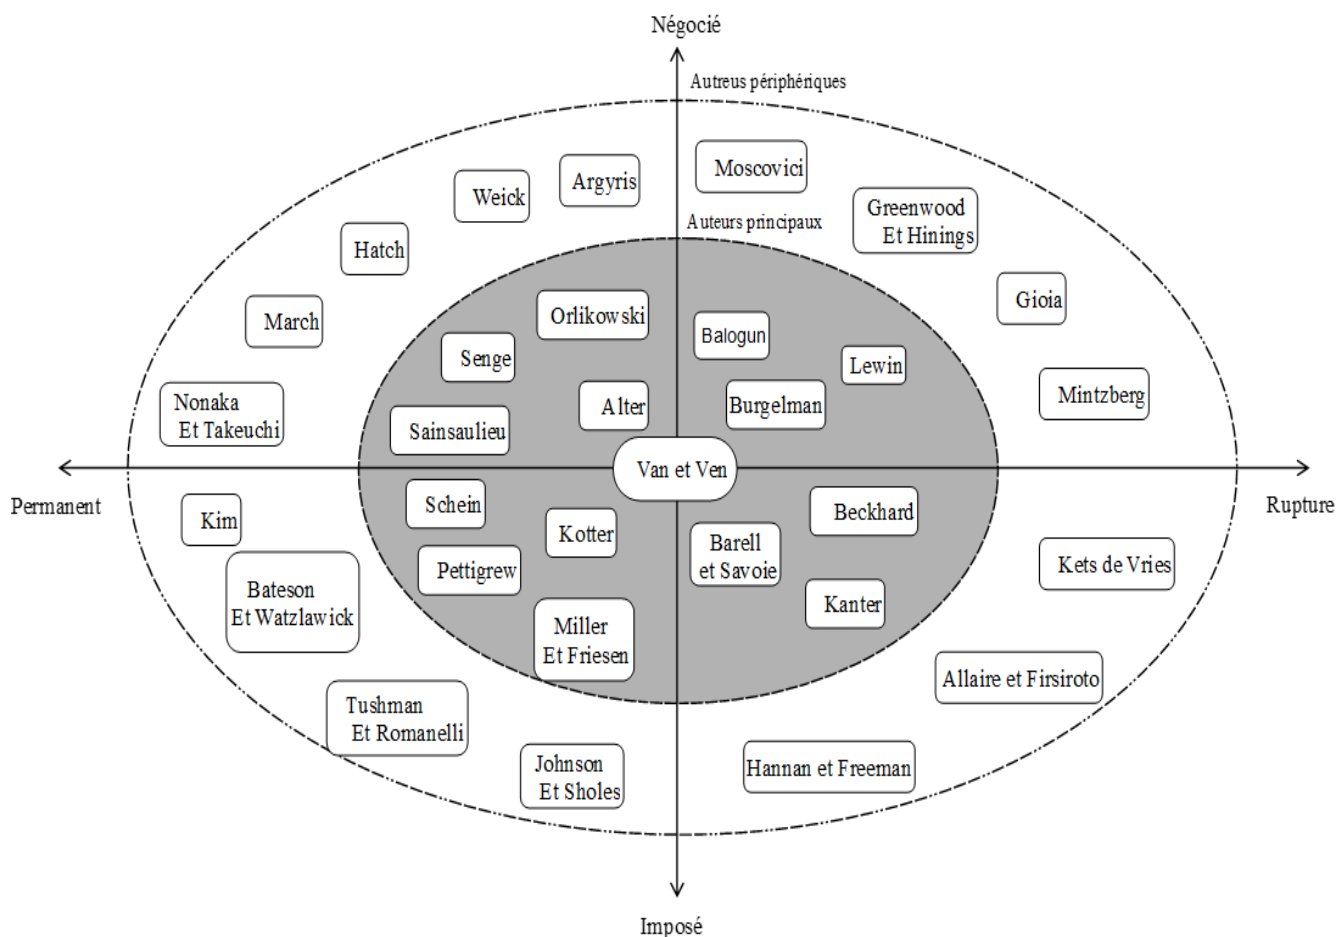 Négocié
Autreus périphériques
Moscovici
Argyris
Weick
Greenwood
Et Hinings
Auteurs principaux
Hatch
Gioia
March
Orlikowski
Balogun
Senge
Lewin
Mintzberg
Nonaka
Et Takeuchi
Alter
Burgelman
Sainsaulieu
Van et Ven
Permanent
Rupture
Schein
Kim
Kotter
Beckhard
Barell
et Savoie
Pettigrew
Kets de Vries
Bateson
Et Watzlawick
Kanter
Miller
Et Friesen
Allaire et Firsiroto
Tushman
Et Romanelli
Johnson
Et Sholes
Hannan et Freeman
Imposé